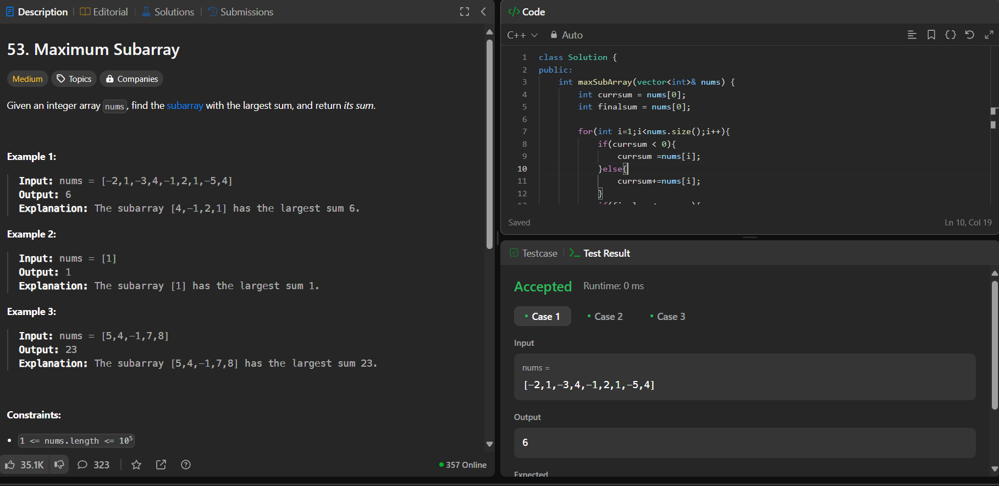 Description | Editorial | Solutions | Submissions
53. Maximum Subarray
Medium Topics Companies
Given an integer array nums, find the subarray with the largest sum, and return its sum.
Example 1:
Input: nums = [-2,1,-3,4,-1,2,1,-5,4]
Output: 6
Explanation: The subarray [4,-1,2,1] has the largest sum 6.
Example 2:
Input: nums = [1]
Output: 1
Explanation: The subarray [1] has the largest sum 1.
Example 3:
Input: nums = [5,4,-1,7,8]
Output: 23
Explanation: The subarray [5,4,-1,7,8] has the largest sum 23.
Constraints:
• 1 <= nums.length <= 10⁵
35.1K 323 357 Online
</> Code
C++ Auto
1 class Solution {
2 public:
3 int maxSubArray(vector<int>& nums) {
4 int currsum = nums[0];
5 int finalsum = nums[0];
6
7 for(int i=1;i<nums.size();i++){
8 if(currsum < 0){
9 currsum =nums[i];
10 }else{
11 currsum+=nums[i];
12 }
Saved Ln 10, Col 19
Testcase | >_ Test Result
Accepted Runtime: 0 ms
• Case 1 • Case 2 • Case 3
Input
nums =
[-2,1,-3,4,-1,2,1,-5,4]
Output
6
Expected